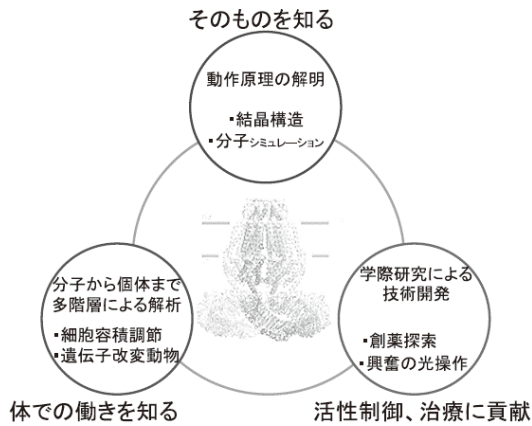 そのものを知る
動作原理の解明
▪結晶構造
▪分子シミュレーション
分子から個体まで
多階層による解析
▪細胞容積調節
▪遺伝子改変動物
体での働きを知る
学際研究による
技術開発
▪創薬探索
▪興奮の光操作
活性制御、治療に貢献